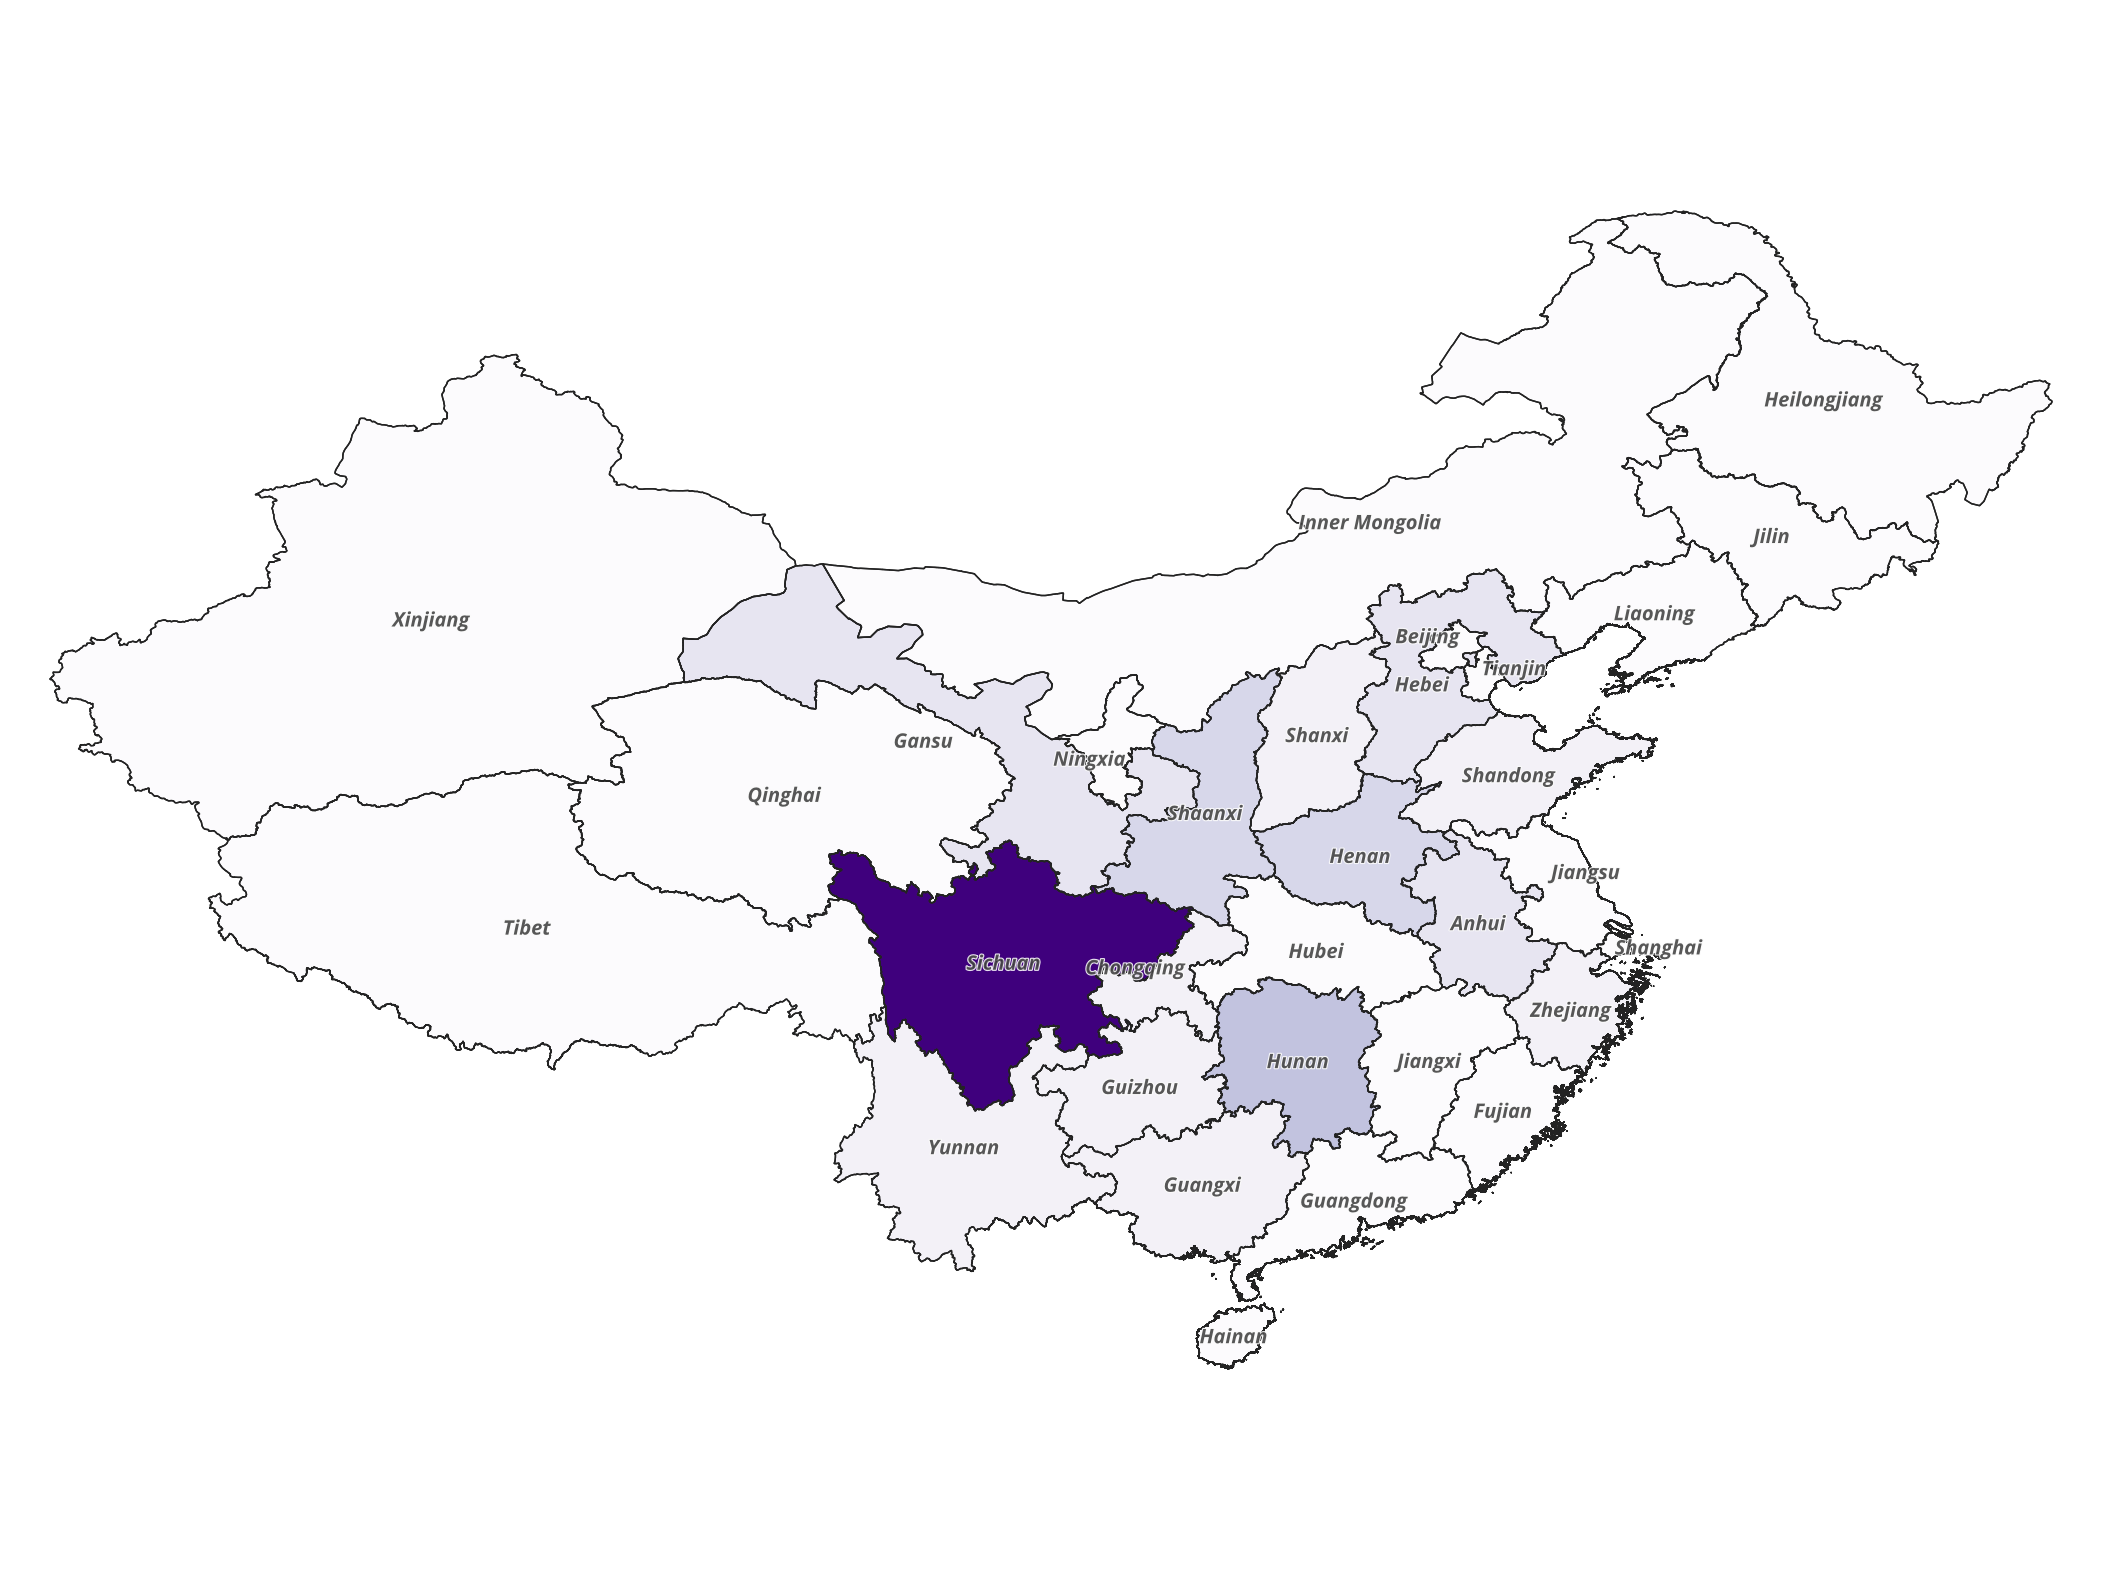 Heilongjiang
Inner Mongolia
Jilin
Xinjiang
Liaoning
Beijing
Tianjin
Hebei
Shanxi
Gansu
Ningxia
Shandong
Qinghai
Shaanxi
Henan
Jiangsu
Tibet
Anhui
Shanghai
Hubei
Sichuan
Chongqing
Zhejiang
Hunan
Jiangxi
Guizhou
Fujian
Yunnan
Guangxi
Guangdong
Hainan